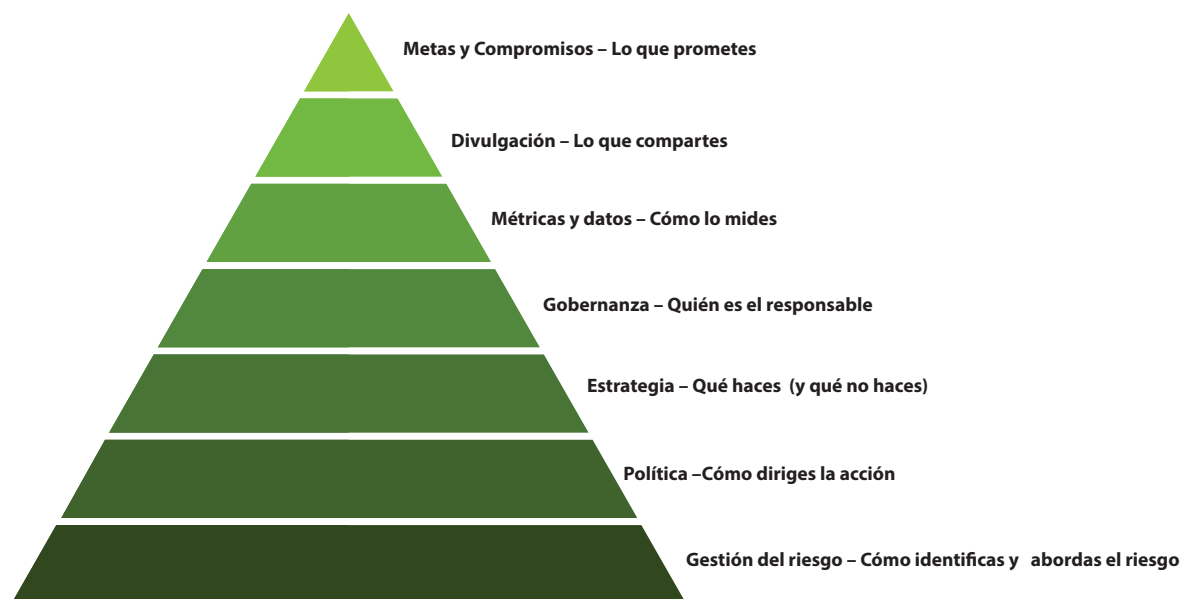 Metas y Compromisos – Lo que prometes
Divulgación – Lo que compartes
Métricas y datos – Cómo lo mides
Gobernanza – Quién es el responsable
Estrategia – Qué haces (y qué no haces)
Política –Cómo diriges la acción
Gestión del riesgo – Cómo identificas y abordas el riesgo